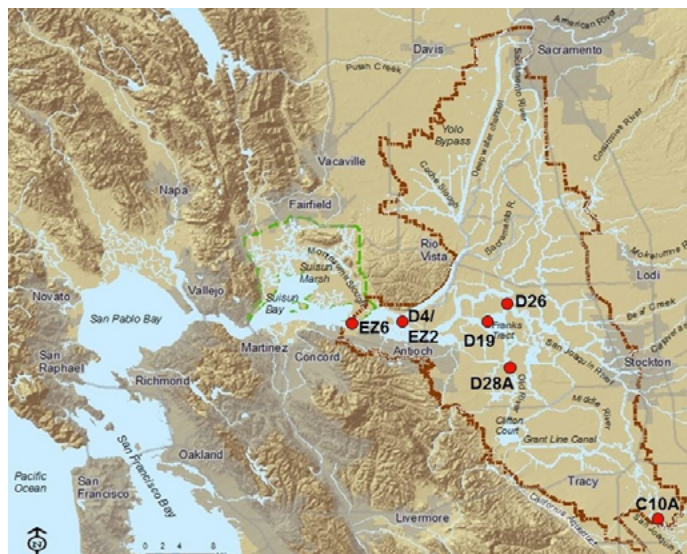 American River
Davis
Sacramento
Putah Creek
Sacramento River
Deep water channel
Yolo
Bypass
Cosumnes River
Vacaville
Cache Slough
Napa
Fairfield
Sacramento R.
Mokelumne R.
Rio
Vista
Montezuma Slough
Suisun
Marsh
Lodi
Suisun
Bay
Vallejo
Novato
San Pablo Bay
D26
Bear Creek
D4/
EZ2
EZ6
D19
Franks
Tract
Martinez
Concord
Antioch
San Joaquin River
Stockton
San
Raphael
Richmond
D28A
Old River
Middle River
Clifton
Court
Grant Line Canal
San Francisco Bay
Oakland
Pacific
Ocean
San
Francisco
Tracy
C10A
California Aqueduct
San Joaquin
Livermore
N
0 2 4 8